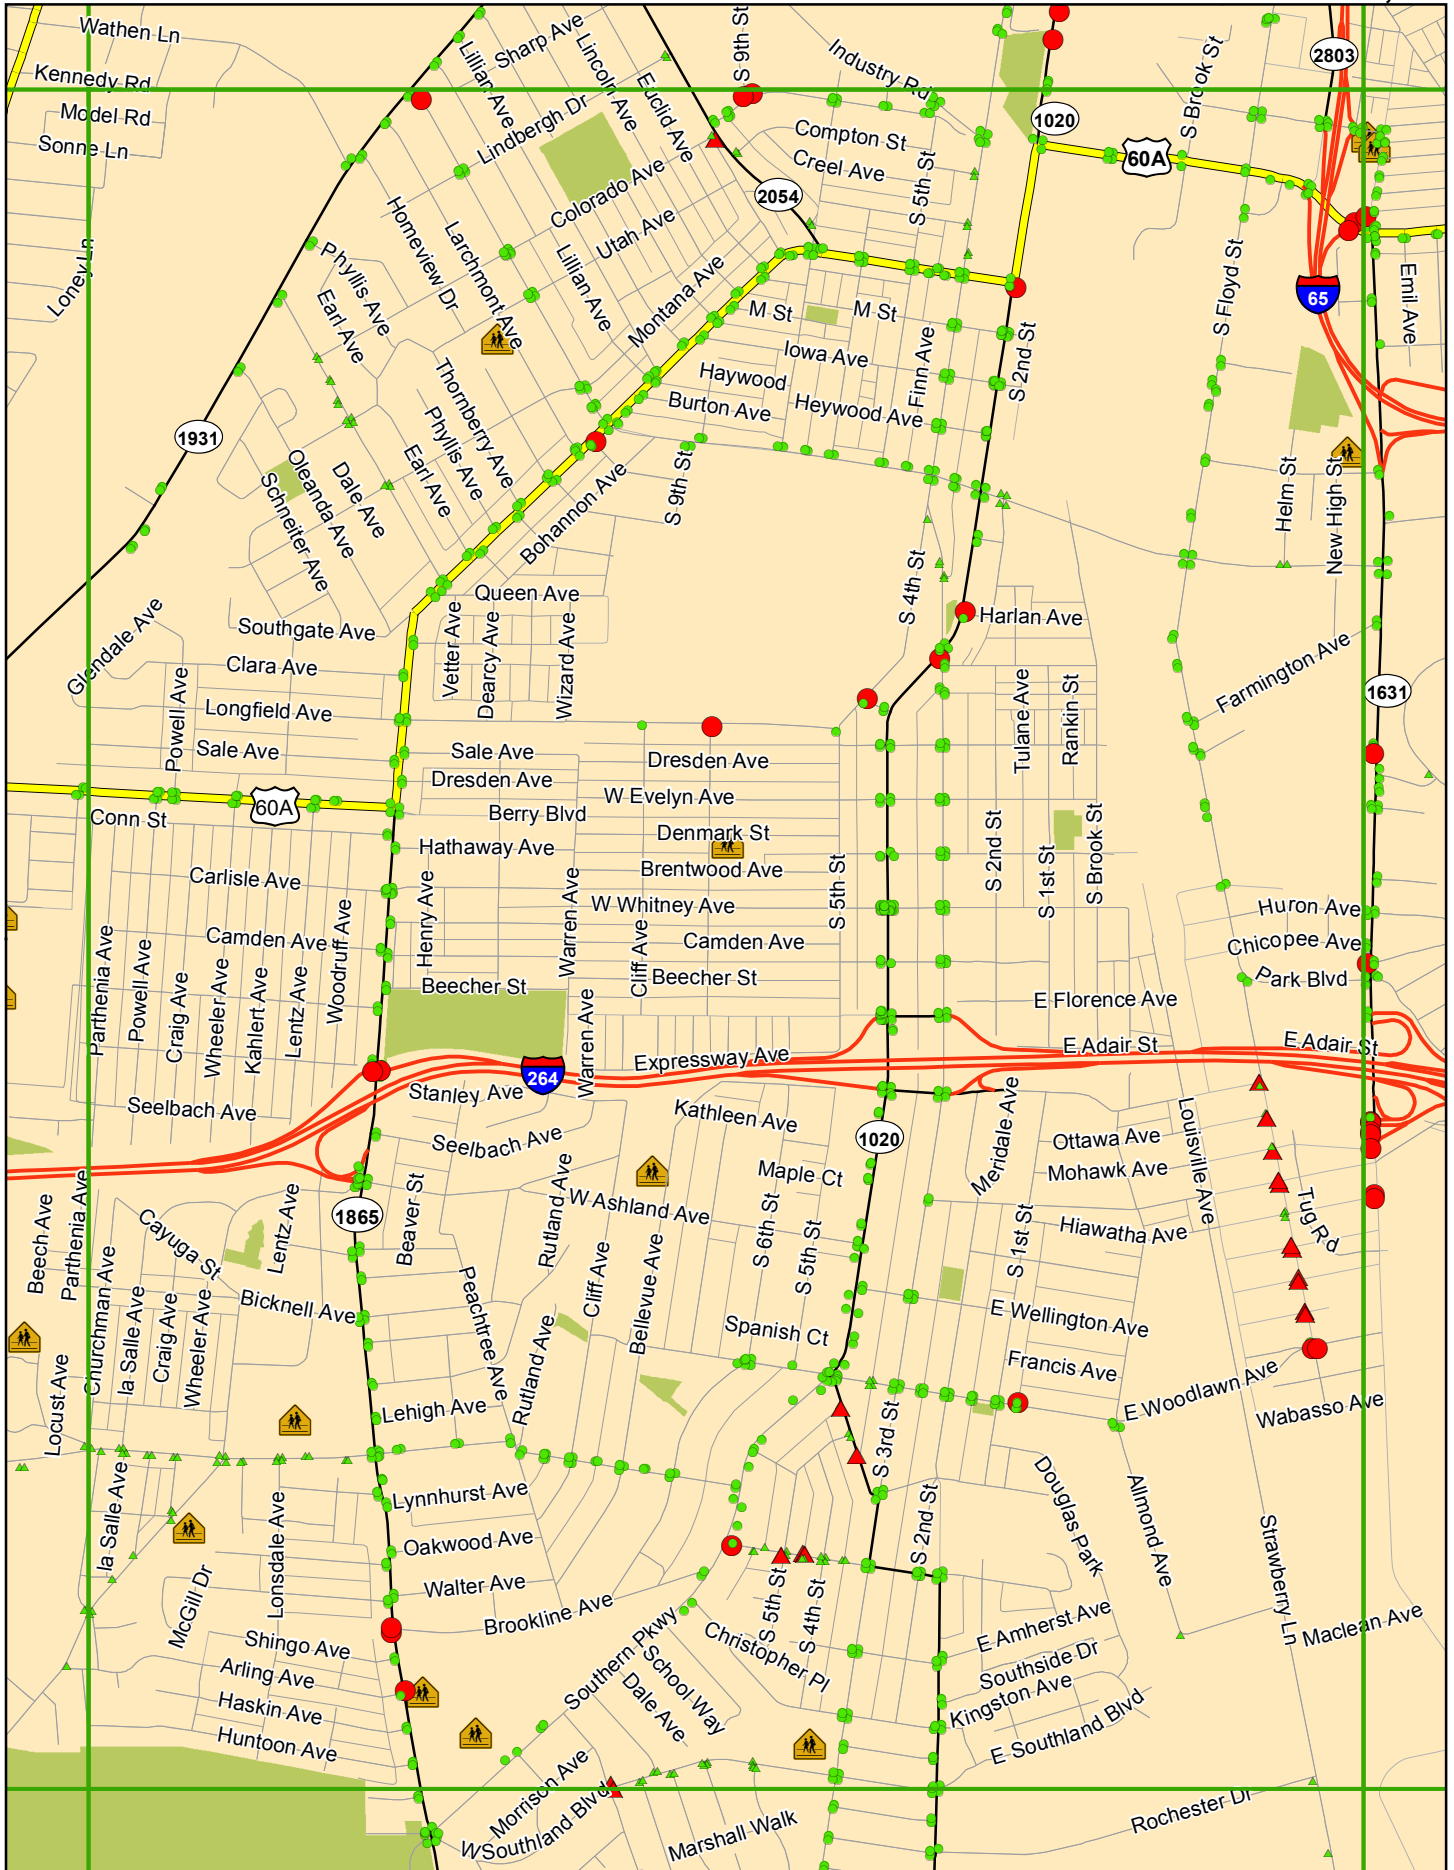 Wathen Ln
Kennedy Rd
Model Rd
Sonne Ln
Loney Ln
Sharp Ave
Lillian Ave
Lincoln Ave
Euclid Ave
Lindbergh Dr
Colorado Ave
Utah Ave
S 9th St
Industry Rd
Compton St
Creel Ave
S 5th St
2054
1020
60A
S Brook St
2803
65
Emil Ave
S Floyd St
Homeview Dr
Larchmont Ave
Lillian Ave
Montana Ave
Phyllis Ave
Earl Ave
M St
M St
Iowa Ave
Haywood
Heywood Ave
Burton Ave
Finn Ave
S 2nd St
1931
Thornberry Ave
Phyllis Ave
Earl Ave
Oleanda Ave
Dale Ave
Schneiter Ave
Bohannon Ave
S 9th St
Helm St
New High St
S 4th St
Harlan Ave
Queen Ave
Vetter Ave
Dearcy Ave
Wizard Ave
Glendale Ave
Southgate Ave
Clara Ave
Longfield Ave
Powell Ave
Sale Ave
Farmington Ave
1631
Tulane Ave
Rankin St
Sale Ave
Dresden Ave
Dresden Ave
W Evelyn Ave
Berry Blvd
60A
Conn St
Denmark St
Hathaway Ave
Brentwood Ave
Carlisle Ave
S 5th St
S 2nd St
S 1st St
S Brook St
W Whitney Ave
Henry Ave
Warren Ave
Cliff Ave
Camden Ave
Camden Ave
Beecher St
Beecher St
Huron Ave
Chicopee Ave
Park Blvd
Parthenia Ave
Powell Ave
Craig Ave
Wheeler Ave
Kahlert Ave
Lentz Ave
Woodruff Ave
E Florence Ave
E Adair St
E Adair St
Expressway Ave
Warren Ave
264
Stanley Ave
Seelbach Ave
Seelbach Ave
Kathleen Ave
1020
Meridale Ave
Ottawa Ave
Mohawk Ave
Louisville Ave
Tug Rd
Maple Ct
W Ashland Ave
Hiawatha Ave
Beech Ave
Parthenia Ave
Cayuga St
Lentz Ave
1865
Beaver St
Rutland Ave
Cliff Ave
Bellevue Ave
S 6th St
S 5th St
S 1st St
Churchman Ave
la Salle Ave
Craig Ave
Wheeler Ave
Bicknell Ave
Peachtree Ave
Rutland Ave
Spanish Ct
E Wellington Ave
Francis Ave
E Woodlawn Ave
Wabasso Ave
Locust Ave
Lehigh Ave
S 3rd St
la Salle Ave
Lonsdale Ave
Lynnhurst Ave
Oakwood Ave
Walter Ave
Brookline Ave
S 2nd St
Douglas Park
Allmond Ave
Strawberry Ln
Maclean Ave
McGill Dr
Shingo Ave
Arling Ave
Haskin Ave
Huntoon Ave
Southern Pkwy
School Way
Dale Ave
S 5th St
S 4th St
Christopher Pl
E Amherst Ave
Southside Dr
Kingston Ave
E Southland Blvd
Morrison Ave
W Southland Blvd
Marshall Walk
Rochester Dr